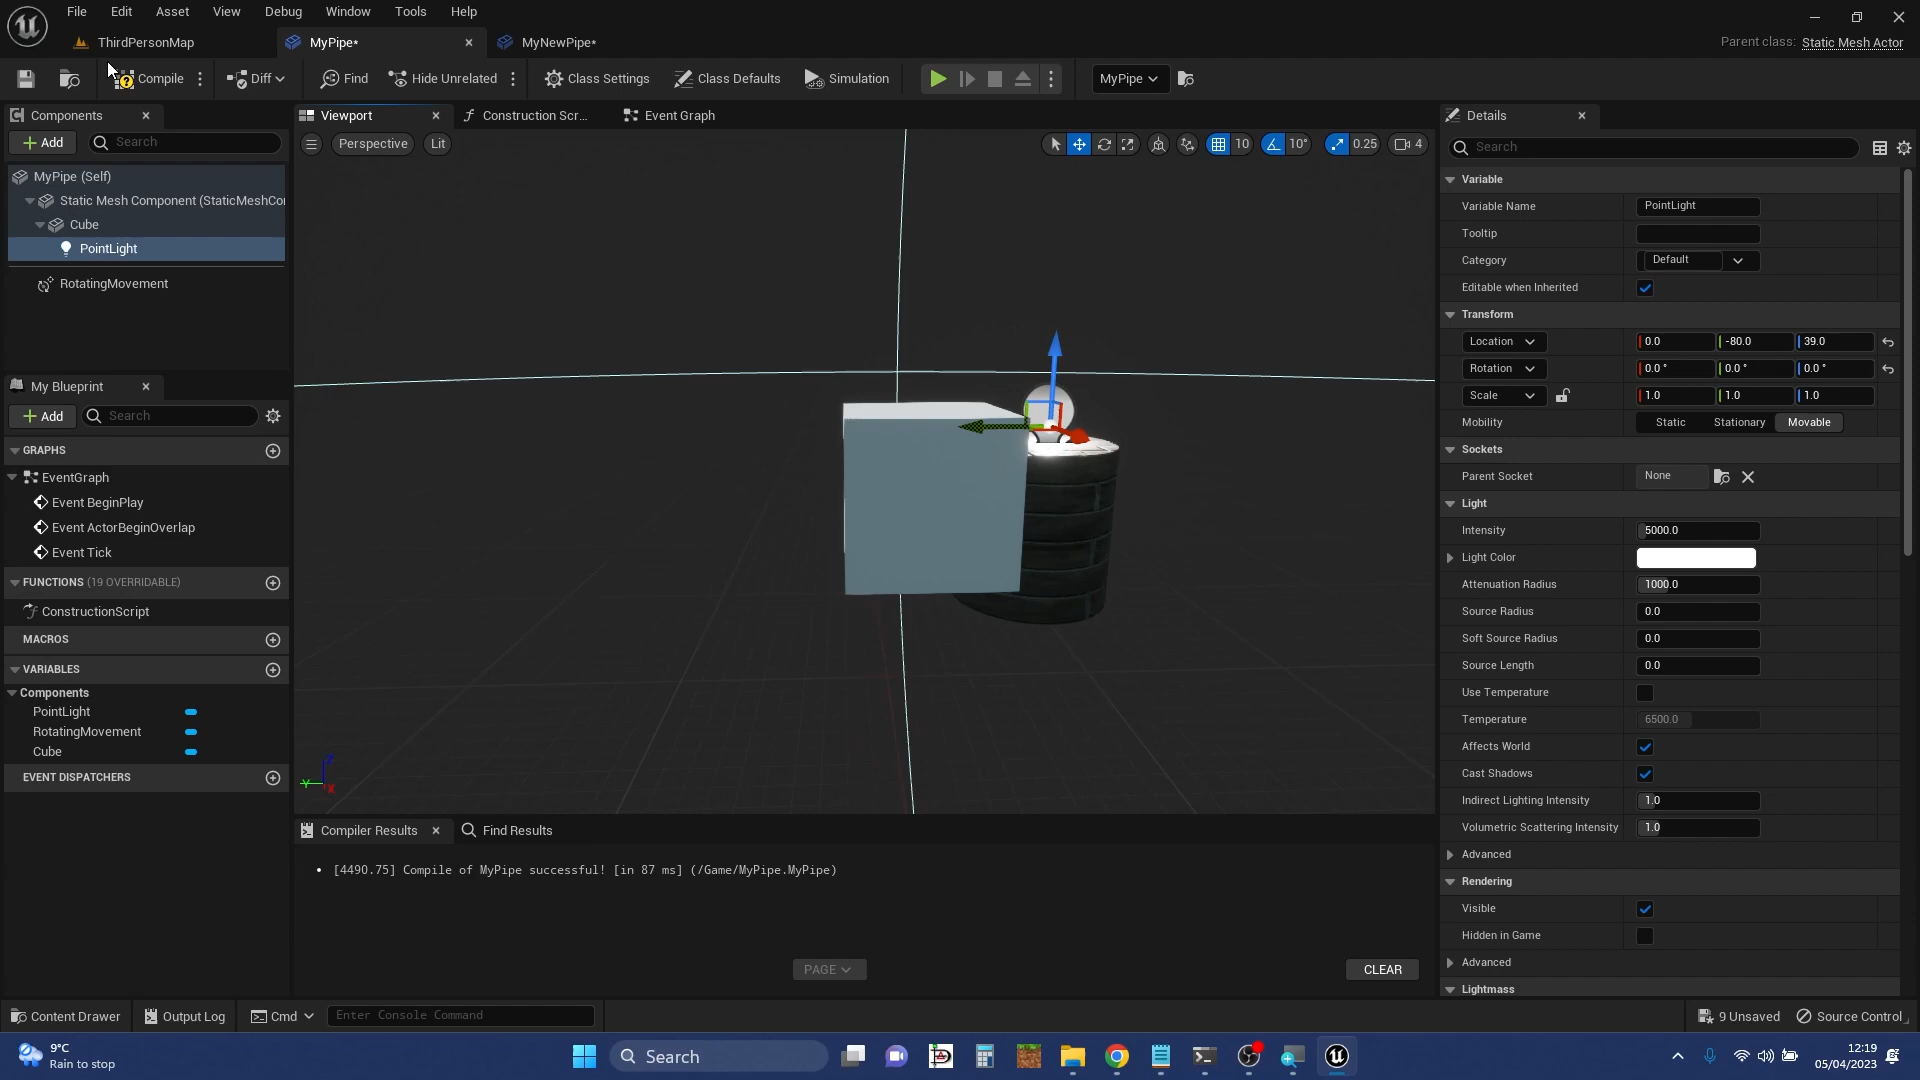 File Edit Asset View Debug Window Tools Help
ThirdPersonMap MyPipe* MyNewPipe* Parent class: Static Mesh Actor
Compile Diff Find Hide Unrelated Class Settings Class Defaults Simulation MyPipe
Components Viewport Construction Scr... Event Graph Details
Add Search Perspective Lit 10 10° 0.25 4 Search
MyPipe (Self)
Static Mesh Component (StaticMeshCor
Cube
PointLight
RotatingMovement
My Blueprint
Add Search
GRAPHS
EventGraph
Event BeginPlay
Event ActorBeginOverlap
Event Tick
FUNCTIONS (19 OVERRIDABLE)
ConstructionScript
MACROS
VARIABLES
Components
PointLight
RotatingMovement
Cube
EVENT DISPATCHERS
Z
Y
X
Compiler Results Find Results
• [4490.75] Compile of MyPipe successful! [in 87 ms] (/Game/MyPipe.MyPipe)
PAGE CLEAR
Variable
Variable Name PointLight
Tooltip
Category Default
Editable when Inherited
Transform
Location 0.0 -80.0 39.0
Rotation 0.0 ° 0.0 ° 0.0 °
Scale 1.0 1.0 1.0
Mobility Static Stationary Movable
Sockets
Parent Socket None
Light
Intensity 5000.0
Light Color
Attenuation Radius 1000.0
Source Radius 0.0
Soft Source Radius 0.0
Source Length 0.0
Use Temperature
Temperature 6500.0
Affects World
Cast Shadows
Indirect Lighting Intensity 1.0
Volumetric Scattering Intensity 1.0
Advanced
Rendering
Visible
Hidden in Game
Advanced
Lightmass
Content Drawer Output Log Cmd Enter Console Command 9 Unsaved Source Control
9°C
Rain to stop
Search
12:19
05/04/2023